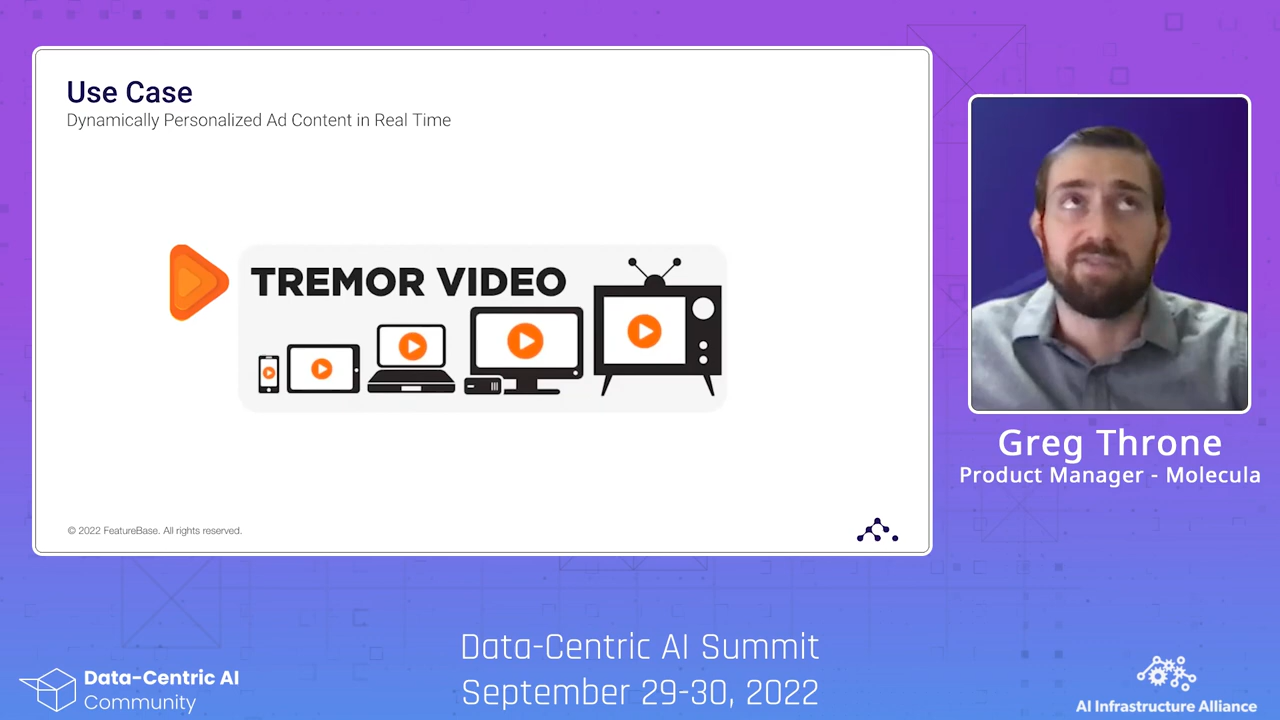 Use Case
Dynamically Personalized Ad Content in Real Time
TREMOR VIDEO
© 2022 FeatureBase. All rights reserved.
Greg Throne
Product Manager - Molecula
Data-Centric AI Summit
September 29-30, 2022
Data-Centric AI
Community
AI Infrastructure Alliance